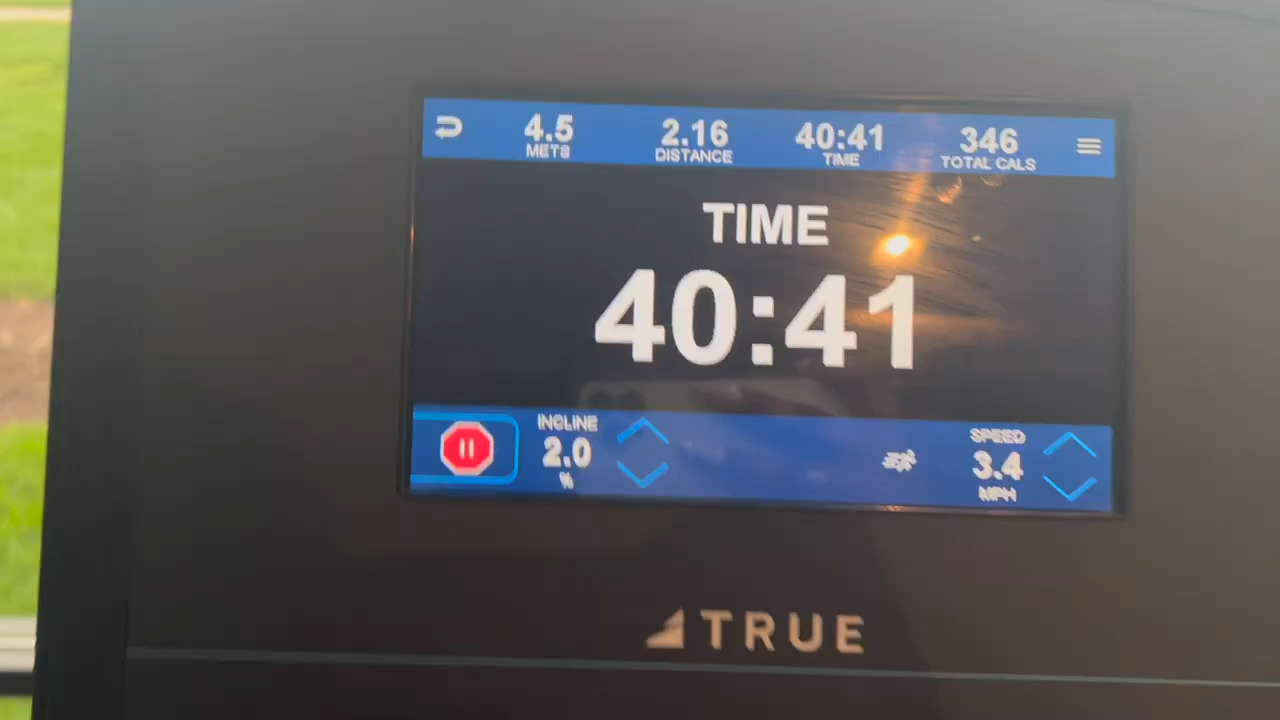 4.5 2.16 40:41 346
METS DISTANCE TIME TOTAL CALS
TIME
40:41
INCLINE SPEED
2.0 3.4
% MPH
TRUE